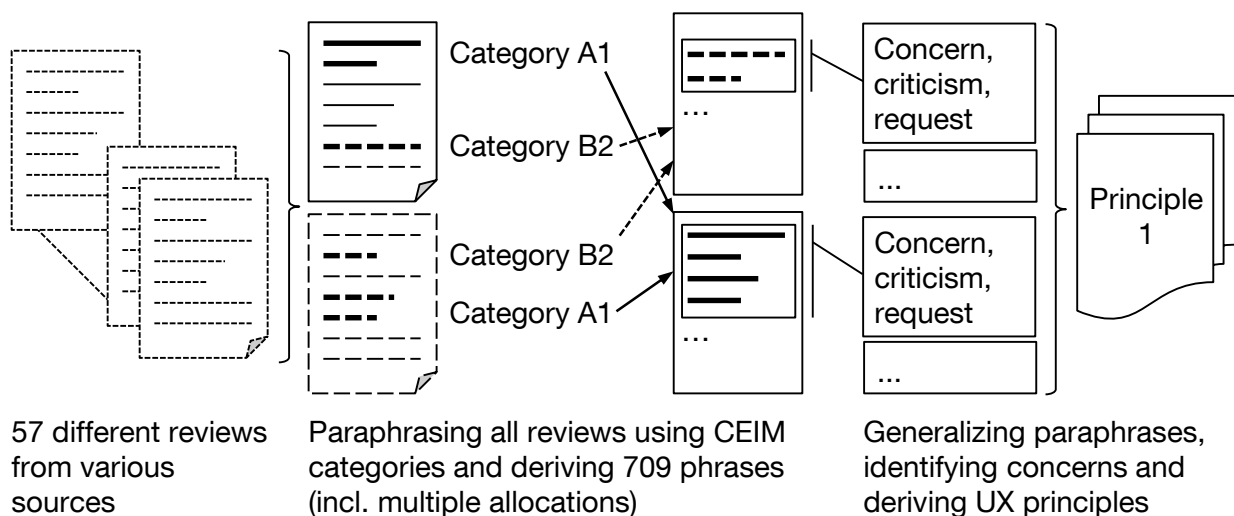 Category A1
Category B2
Category B2
Category A1
...
...
Concern,
criticism,
request
...
Concern,
criticism,
request
...
Principle
1
57 different reviews
from various
sources
Paraphrasing all reviews using CEIM
categories and deriving 709 phrases
(incl. multiple allocations)
Generalizing paraphrases,
identifying concerns and
deriving UX principles